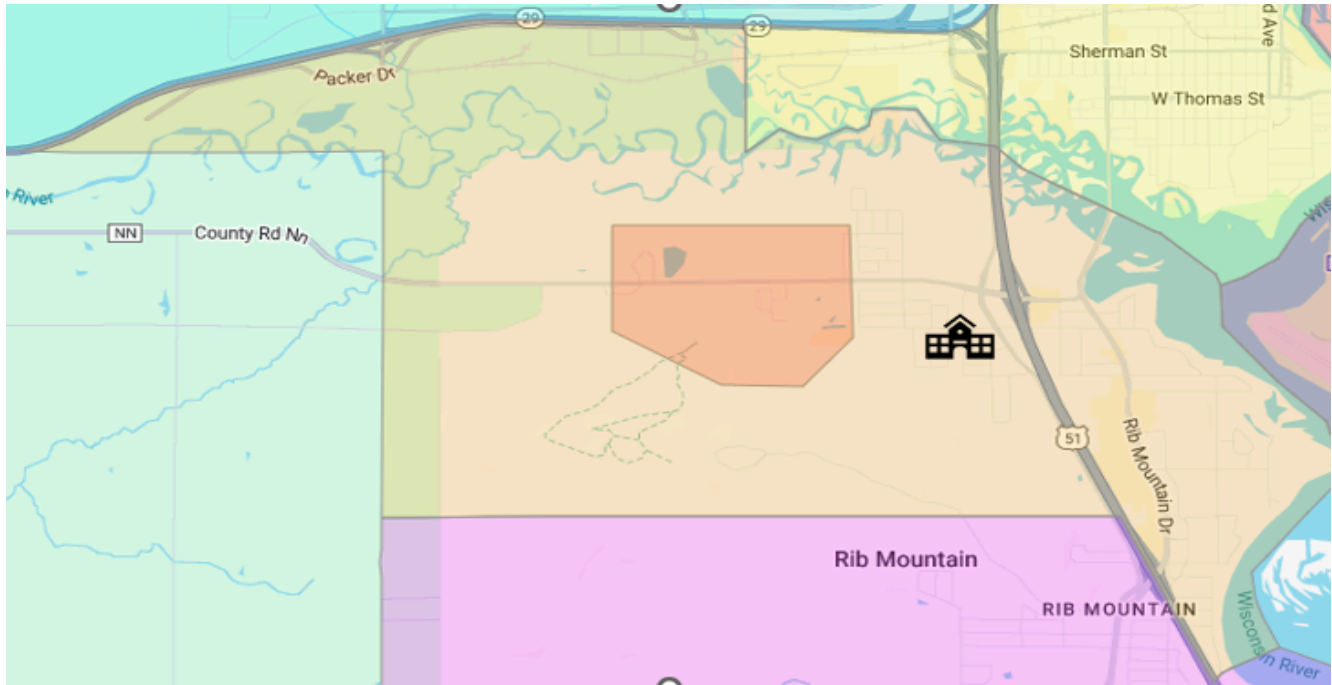 29
29
d Ave
Sherman St
Packer Dr
W Thomas St
River
NN
County Rd Nn
51
Rib Mountain Dr
Rib Mountain
RIB MOUNTAIN
Wisconsin River